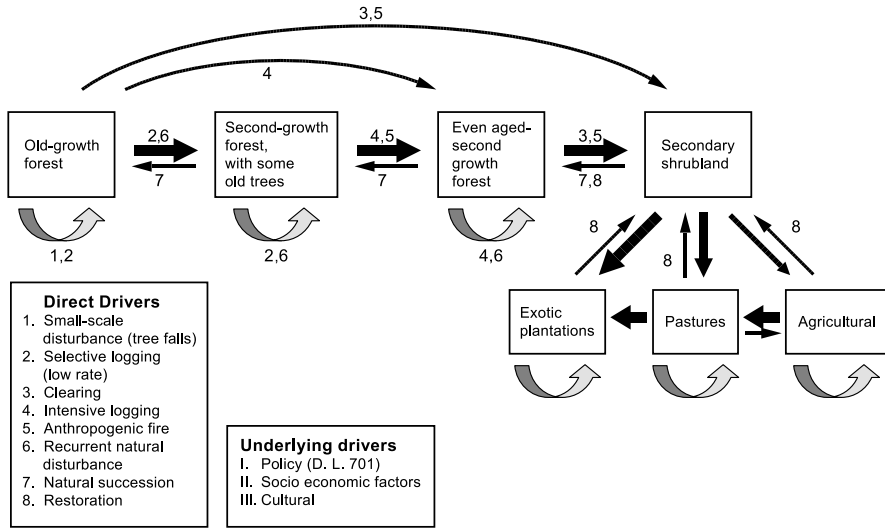 3,5
4
Old-growth
forest
2,6
7
Second-growth
forest,
with some
old trees
4,5
7
Even aged-
second
growth
forest
3,5
7,8
Secondary
shrubland
1,2
2,6
4,6
8
8
8
Exotic
plantations
Pastures
Agricultural
Direct Drivers
1. Small-scale
disturbance (tree falls)
2. Selective logging
(low rate)
3. Clearing
4. Intensive logging
5. Anthropogenic fire
6. Recurrent natural
disturbance
7. Natural succession
8. Restoration
Underlying drivers
I. Policy (D. L. 701)
II. Socio economic factors
III. Cultural